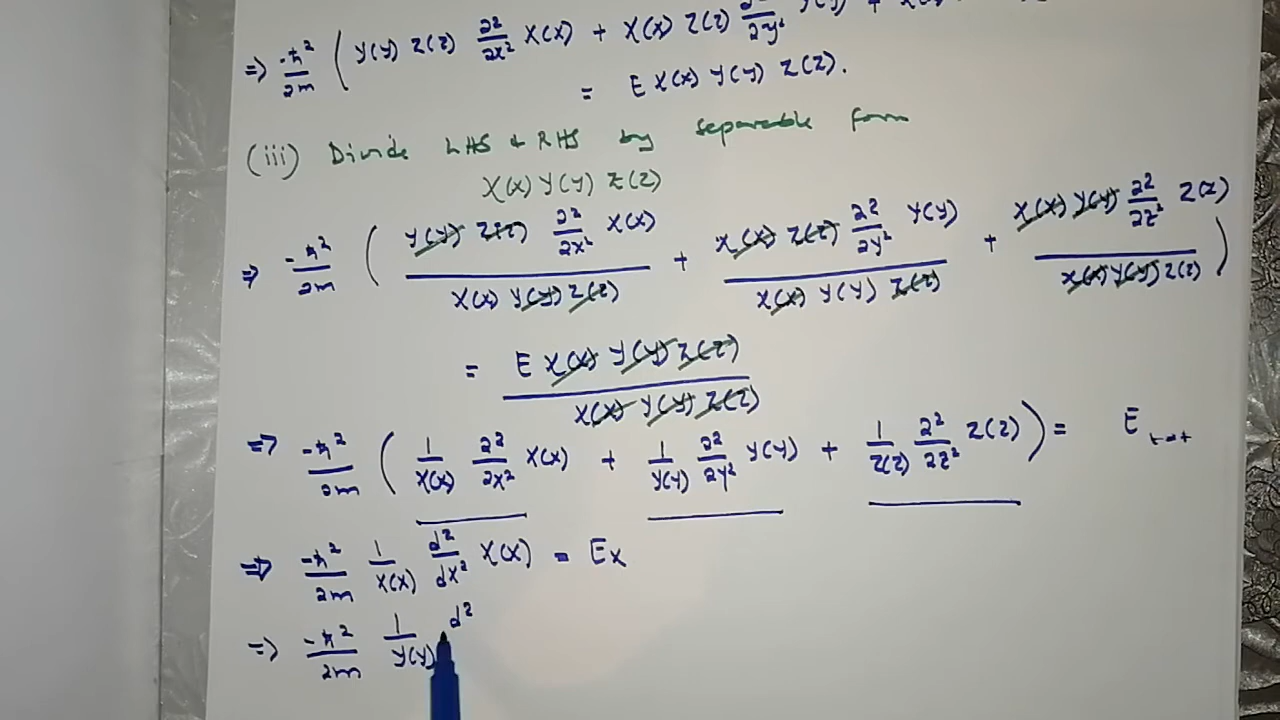 => -ħ²/2m ( Y(y) Z(z) ∂²/∂x² X(x) + X(x) Z(z) ∂²/∂y² Y(y) +
= E X(x) Y(y) Z(z).
(iii) Divide LHS & RHS by separable form
X(x) Y(y) Z(z)
=> -ħ²/2m ( Y(y) Z(z) ∂²/∂x² X(x) / X(x) Y(y) Z(z) + X(x) Z(z) ∂²/∂y² Y(y) / X(x) Y(y) Z(z) + X(x) Y(y) ∂²/∂z² Z(z) / X(x) Y(y) Z(z) )
= E X(x) Y(y) Z(z) / X(x) Y(y) Z(z)
=> -ħ²/2m ( 1/X(x) ∂²/∂x² X(x) + 1/Y(y) ∂²/∂y² Y(y) + 1/Z(z) ∂²/∂z² Z(z) ) = E tot
=> -ħ²/2m 1/X(x) d²/dx² X(x) = Ex
=> -ħ²/2m 1/Y(y) d²